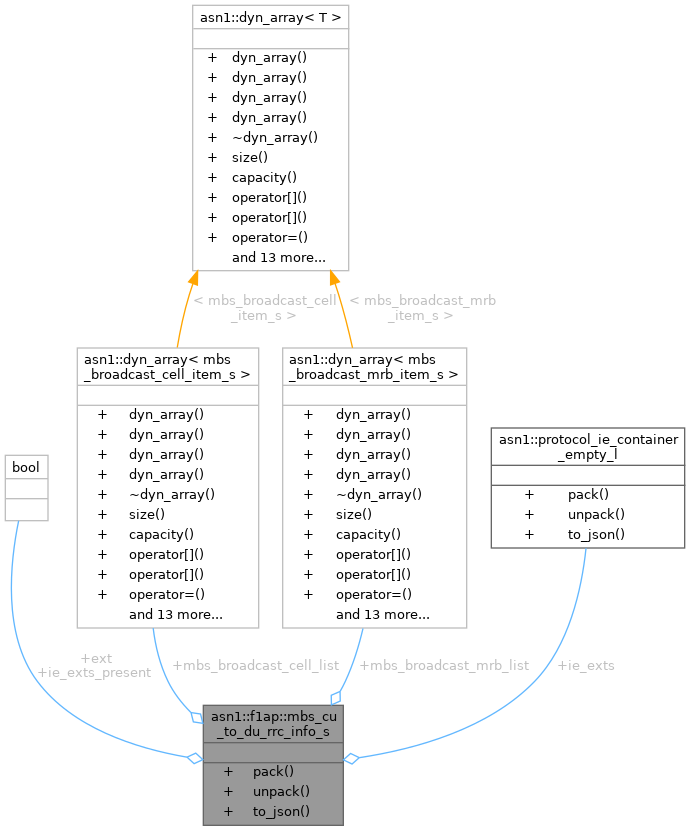 asn1::dyn_array< T >
+ dyn_array()
+ dyn_array()
+ dyn_array()
+ dyn_array()
+ ~dyn_array()
+ size()
+ capacity()
+ operator[]()
+ operator[]()
+ operator=()
and 13 more...
< mbs_broadcast_cell
_item_s >
< mbs_broadcast_mrb
_item_s >
asn1::dyn_array< mbs
_broadcast_cell_item_s >
+ dyn_array()
+ dyn_array()
+ dyn_array()
+ dyn_array()
+ ~dyn_array()
+ size()
+ capacity()
+ operator[]()
+ operator[]()
+ operator=()
and 13 more...
asn1::dyn_array< mbs
_broadcast_mrb_item_s >
+ dyn_array()
+ dyn_array()
+ dyn_array()
+ dyn_array()
+ ~dyn_array()
+ size()
+ capacity()
+ operator[]()
+ operator[]()
+ operator=()
and 13 more...
asn1::protocol_ie_container
_empty_l
+ pack()
+ unpack()
+ to_json()
bool
+ext
+ie_exts_present
+mbs_broadcast_cell_list
+mbs_broadcast_mrb_list
+ie_exts
asn1::f1ap::mbs_cu
_to_du_rrc_info_s
+ pack()
+ unpack()
+ to_json()